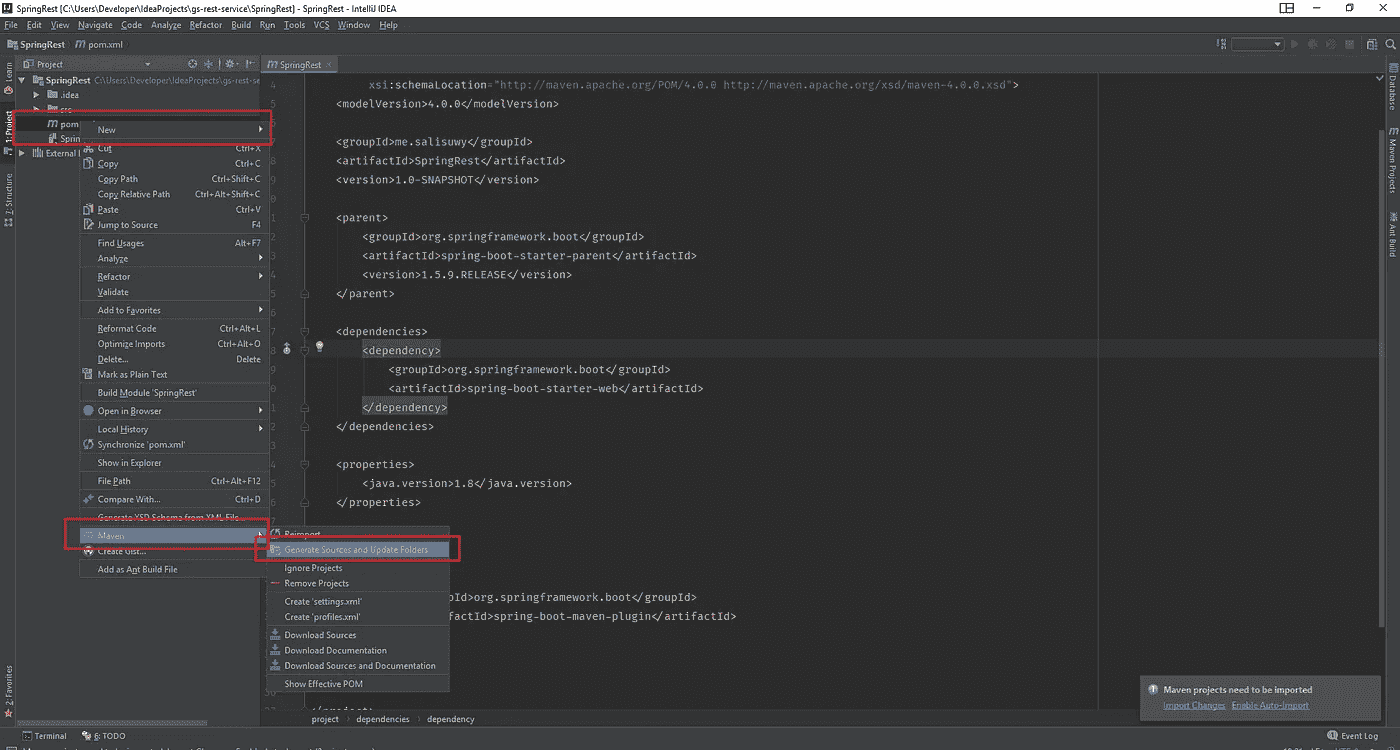 SpringRest [C:\Users\Developer\IdeaProjects\gs-rest-service\SpringRest] - SpringRest - IntelliJ IDEA
File Edit View Navigate Code Analyze Refactor Build Run Tools VCS Window Help
SpringRest pom.xml
Project
SpringRest
Learn
1: Project
7: Structure
2: Favorites
SpringRest C:\Users\Developer\IdeaProjects\gs-rest-se
.idea
src
pom
Sprin
External
New
Cut Ctrl+X
Copy Ctrl+C
Copy Path Ctrl+Shift+C
Copy Relative Path Ctrl+Alt+Shift+C
Paste Ctrl+V
Jump to Source F4
Find Usages Alt+F7
Analyze
Refactor
Validate
Add to Favorites
Reformat Code Ctrl+Alt+L
Optimize Imports Ctrl+Alt+O
Delete... Delete
Mark as Plain Text
Build Module 'SpringRest'
Open in Browser
Local History
Synchronize 'pom.xml'
Show in Explorer
File Path Ctrl+Alt+F12
Compare With... Ctrl+D
Generate XSD Schema from XML File...
Maven
Create Gist...
Add as Ant Build File
Reimport
Generate Sources and Update Folders
Ignore Projects
Remove Projects
Create 'settings.xml'
Create 'profiles.xml'
Download Sources
Download Documentation
Download Sources and Documentation
Show Effective POM
xsi:schemaLocation="http://maven.apache.org/POM/4.0.0 http://maven.apache.org/xsd/maven-4.0.0.xsd">
<modelVersion>4.0.0</modelVersion>
<groupId>me.salisuwy</groupId>
<artifactId>SpringRest</artifactId>
<version>1.0-SNAPSHOT</version>
<parent>
<groupId>org.springframework.boot</groupId>
<artifactId>spring-boot-starter-parent</artifactId>
<version>1.5.9.RELEASE</version>
</parent>
<dependencies>
<dependency>
<groupId>org.springframework.boot</groupId>
<artifactId>spring-boot-starter-web</artifactId>
</dependency>
</dependencies>
<properties>
<java.version>1.8</java.version>
</properties>
pId>org.springframework.boot</groupId>
factId>spring-boot-maven-plugin</artifactId>
project > dependencies > dependency
Database
Maven Projects
Ant Build
Maven projects need to be imported
Import Changes Enable Auto-Import
Terminal 6: TODO
Event Log